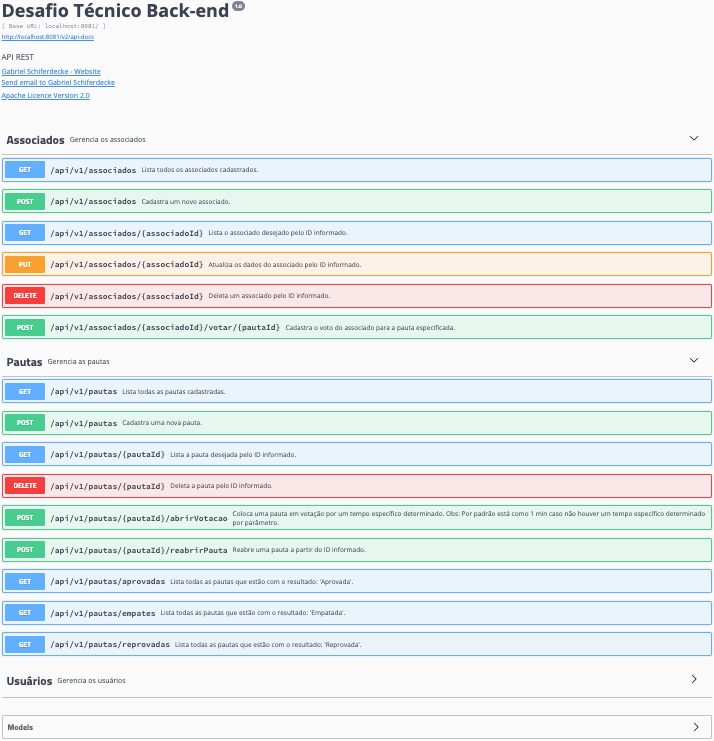 Desafio Técnico Back-end 1.0
[ Base URL: localhost:8081/ ]
http://localhost:8081/v2/api-docs
API REST
Gabriel Schiferdecke - Website
Send email to Gabriel Schiferdecke
Apache Licence Version 2.0
Associados Gerencia os associados
GET /api/v1/associados Lista todos os associados cadastrados.
POST /api/v1/associados Cadastra um novo associado.
GET /api/v1/associados/{associadoId} Lista o associado desejado pelo ID informado.
PUT /api/v1/associados/{associadoId} Atualiza os dados do associado pelo ID informado.
DELETE /api/v1/associados/{associadoId} Deleta um associado pelo ID informado.
POST /api/v1/associados/{associadoId}/votar/{pautaId} Cadastra o voto do associado para a pauta especificada.
Pautas Gerencia as pautas
GET /api/v1/pautas Lista todas as pautas cadastradas.
POST /api/v1/pautas Cadastra uma nova pauta.
GET /api/v1/pautas/{pautaId} Lista a pauta desejada pelo ID informado.
DELETE /api/v1/pautas/{pautaId} Deleta a pauta pelo ID informado.
POST /api/v1/pautas/{pautaId}/abrirVotacao Coloca uma pauta em votação por um tempo específico determinado. Obs: Por padrão está como 1 min caso não houver um tempo específico determinado
por parâmetro.
POST /api/v1/pautas/{pautaId}/reabrirPauta Reabre uma pauta a partir do ID informado.
GET /api/v1/pautas/aprovadas Lista todas as pautas que estão com o resultado: 'Aprovada'.
GET /api/v1/pautas/empates Lista todas as pautas que estão com o resultado: 'Empatada'.
GET /api/v1/pautas/reprovadas Lista todas as pautas que estão com o resultado: 'Reprovada'.
Usuários Gerencia os usuários
Models